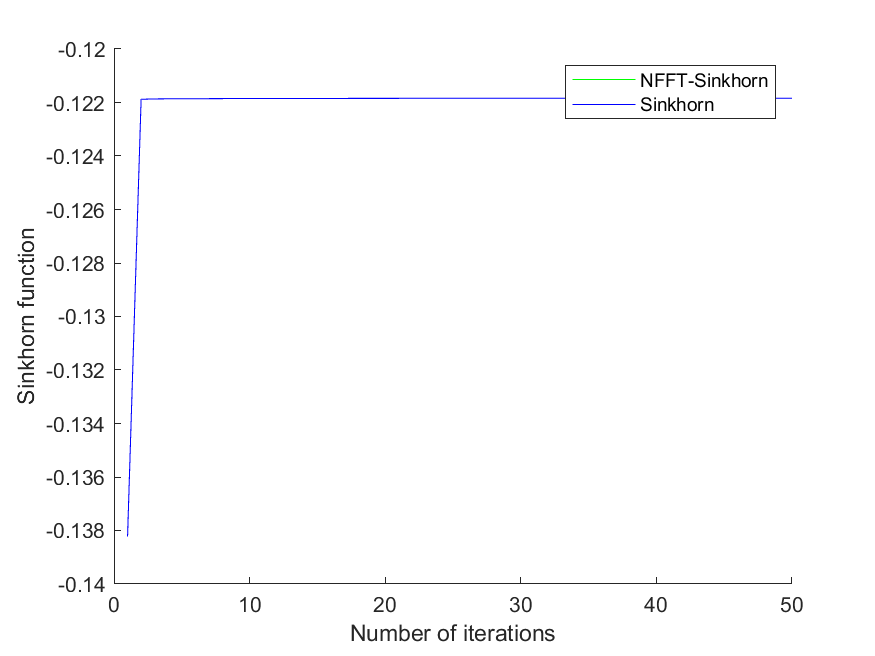 -0.12
-0.122
-0.124
-0.126
-0.128
-0.13
-0.132
-0.134
-0.136
-0.138
-0.14
Sinkhorn function
NFFT-Sinkhorn
Sinkhorn
0 10 20 30 40 50
Number of iterations